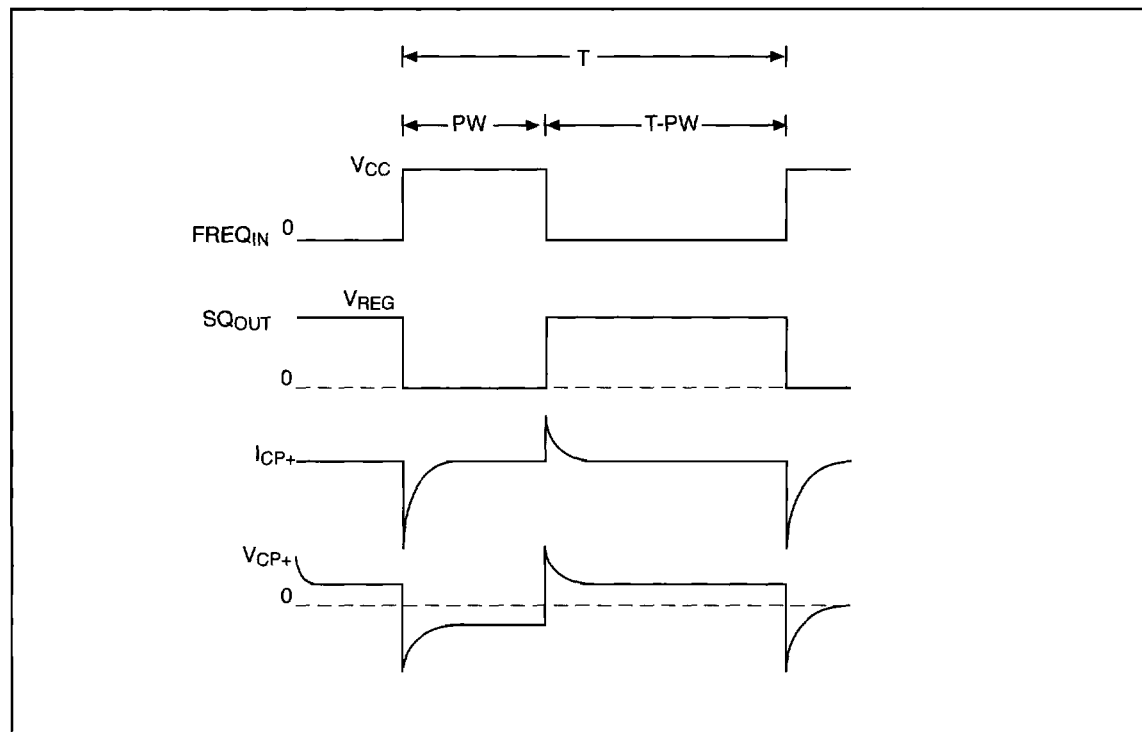 T
PW T-PW
VCC
FREQIN 0
VREG
SQOUT
0
ICP+
VCP+
0